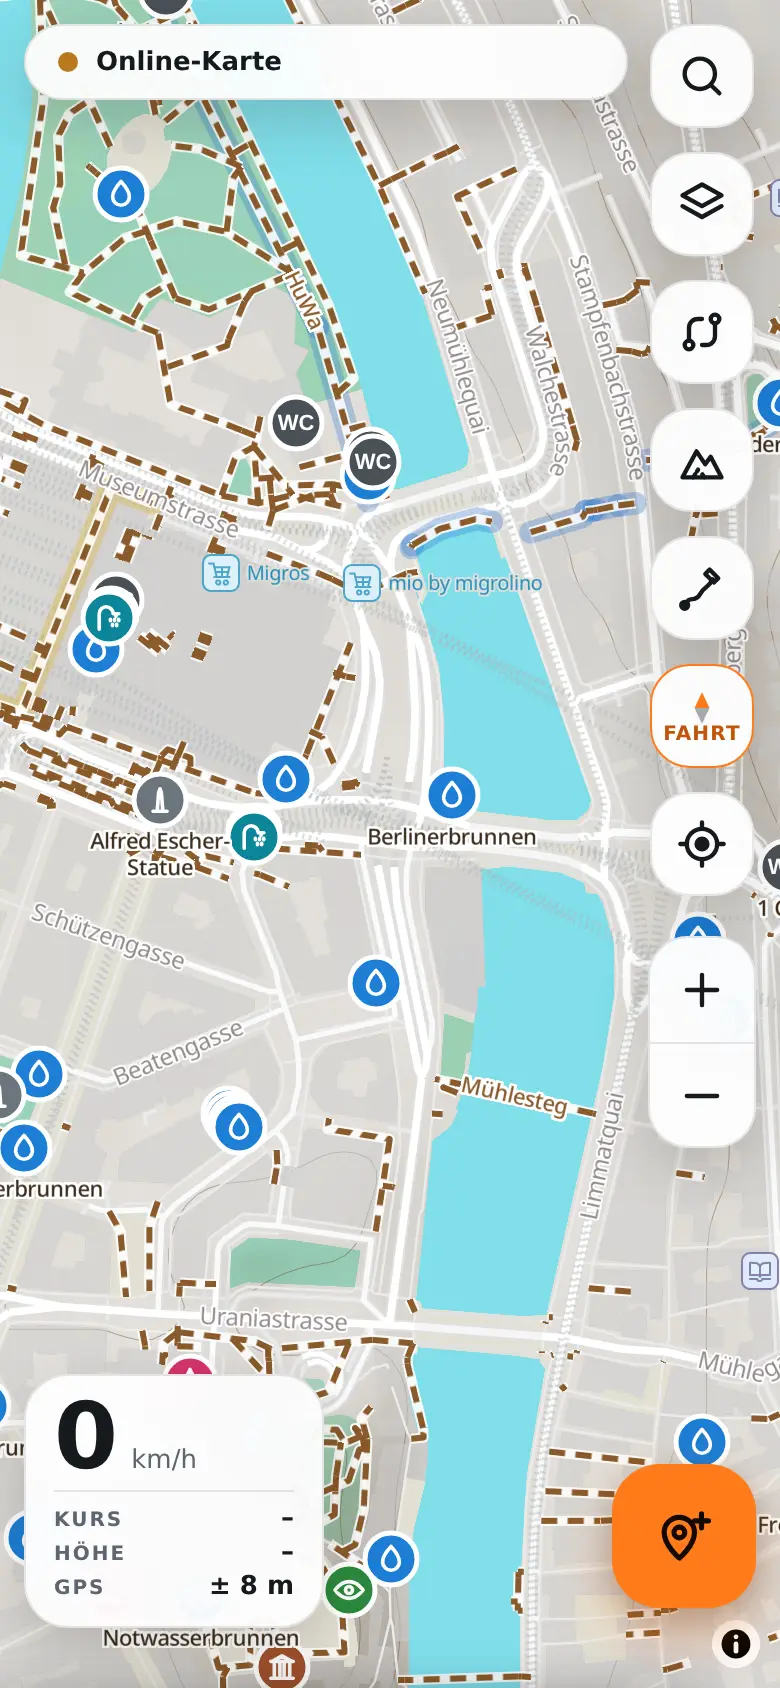 Online-Karte
HuWa
Neumühlequai
Walchestrasse
Stampfenbachstrasse
WC
WC
Museumstrasse
Migros
mio by migrolino
FAHRT
Alfred Escher-
Statue
Berlinerbrunnen
Schützengasse
Beatengasse
Mühlesteg
Limmatquai
erbrunnen
Uraniastrasse
Mühleg
0 km/h
KURS -
HÖHE -
GPS ± 8 m
Notwasserbrunnen